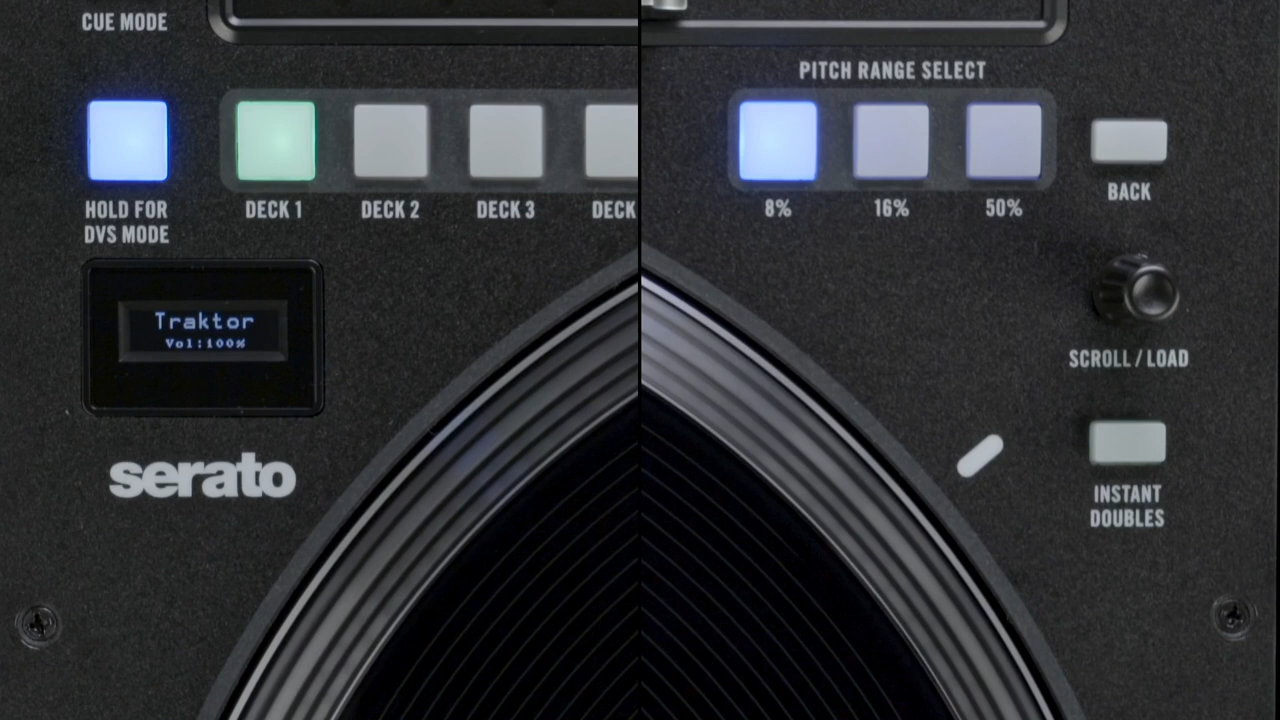 CUE MODE
PITCH RANGE SELECT
HOLD FOR
DVS MODE
DECK 1
DECK 2
DECK 3
DECK
8%
16%
50%
BACK
Traktor
Vol:100%
SCROLL / LOAD
serato
INSTANT
DOUBLES